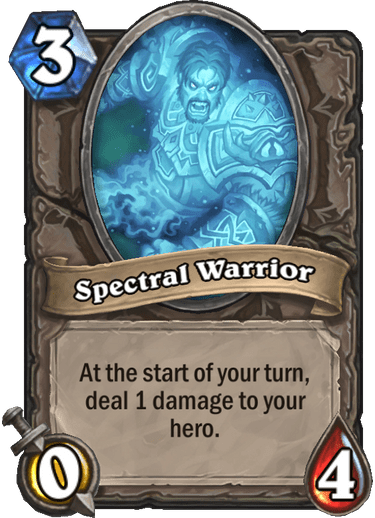 3
Spectral Warrior
At the start of your turn,
deal 1 damage to your
hero.
0
4